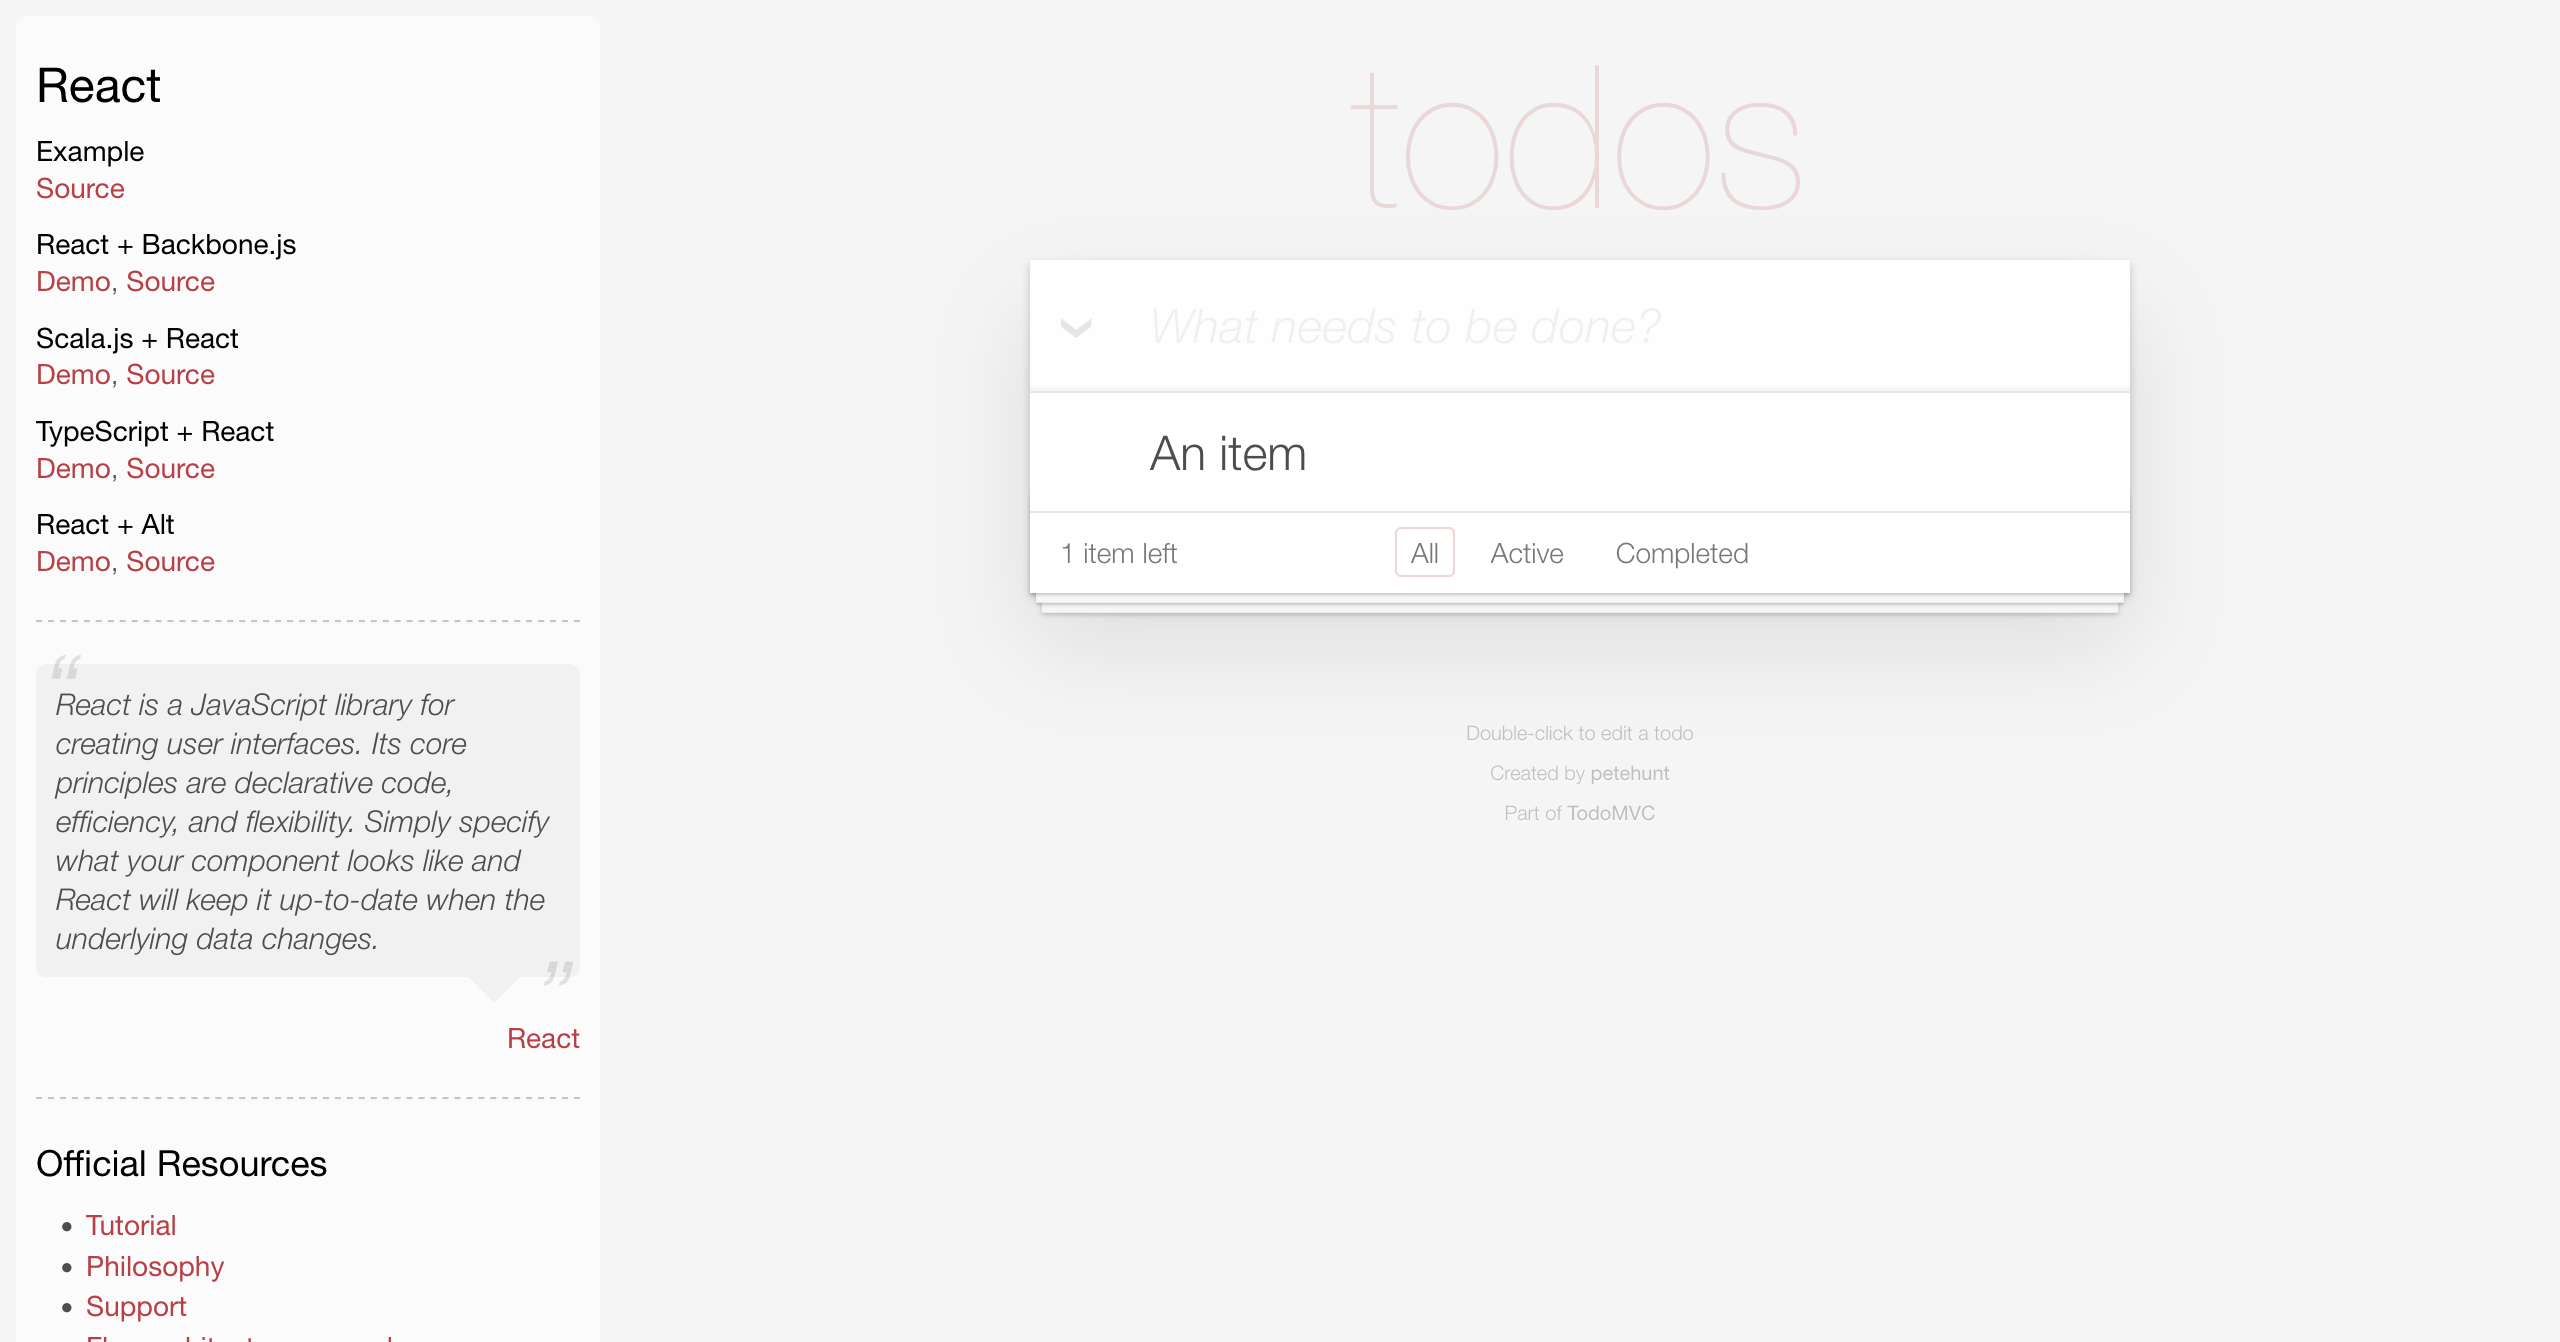 React
Example
Source
React + Backbone.js
Demo, Source
Scala.js + React
Demo, Source
TypeScript + React
Demo, Source
React + Alt
Demo, Source
“
React is a JavaScript library for
creating user interfaces. Its core
principles are declarative code,
efficiency, and flexibility. Simply specify
what your component looks like and
React will keep it up-to-date when the
underlying data changes.
”
React
Official Resources
• Tutorial
• Philosophy
• Support
todos
What needs to be done?
An item
1 item left
All
Active
Completed
Double-click to edit a todo
Created by petehunt
Part of TodoMVC